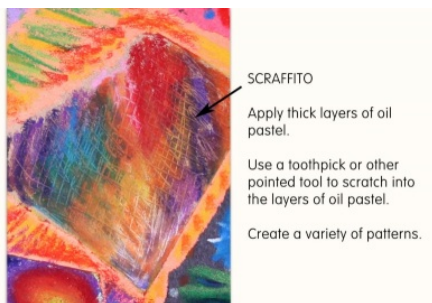 SCRAFFITO
Apply thick layers of oil
pastel.
Use a toothpick or other
pointed tool to scratch into
the layers of oil pastel.
Create a variety of patterns.